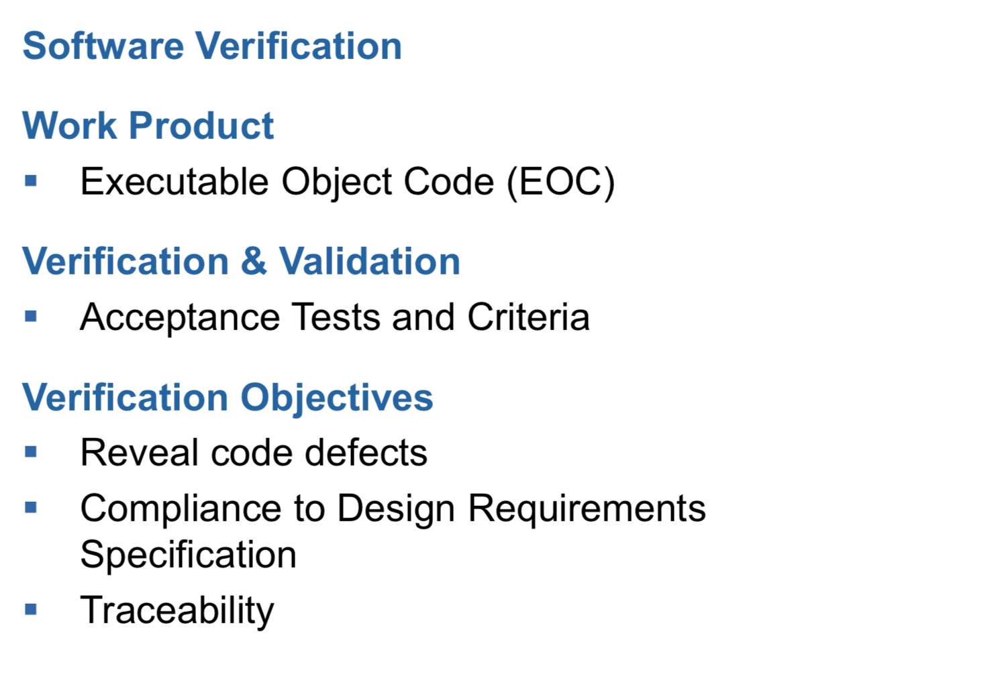 Software Verification
Work Product
▪ Executable Object Code (EOC)
Verification & Validation
▪ Acceptance Tests and Criteria
Verification Objectives
▪ Reveal code defects
▪ Compliance to Design Requirements
Specification
▪ Traceability